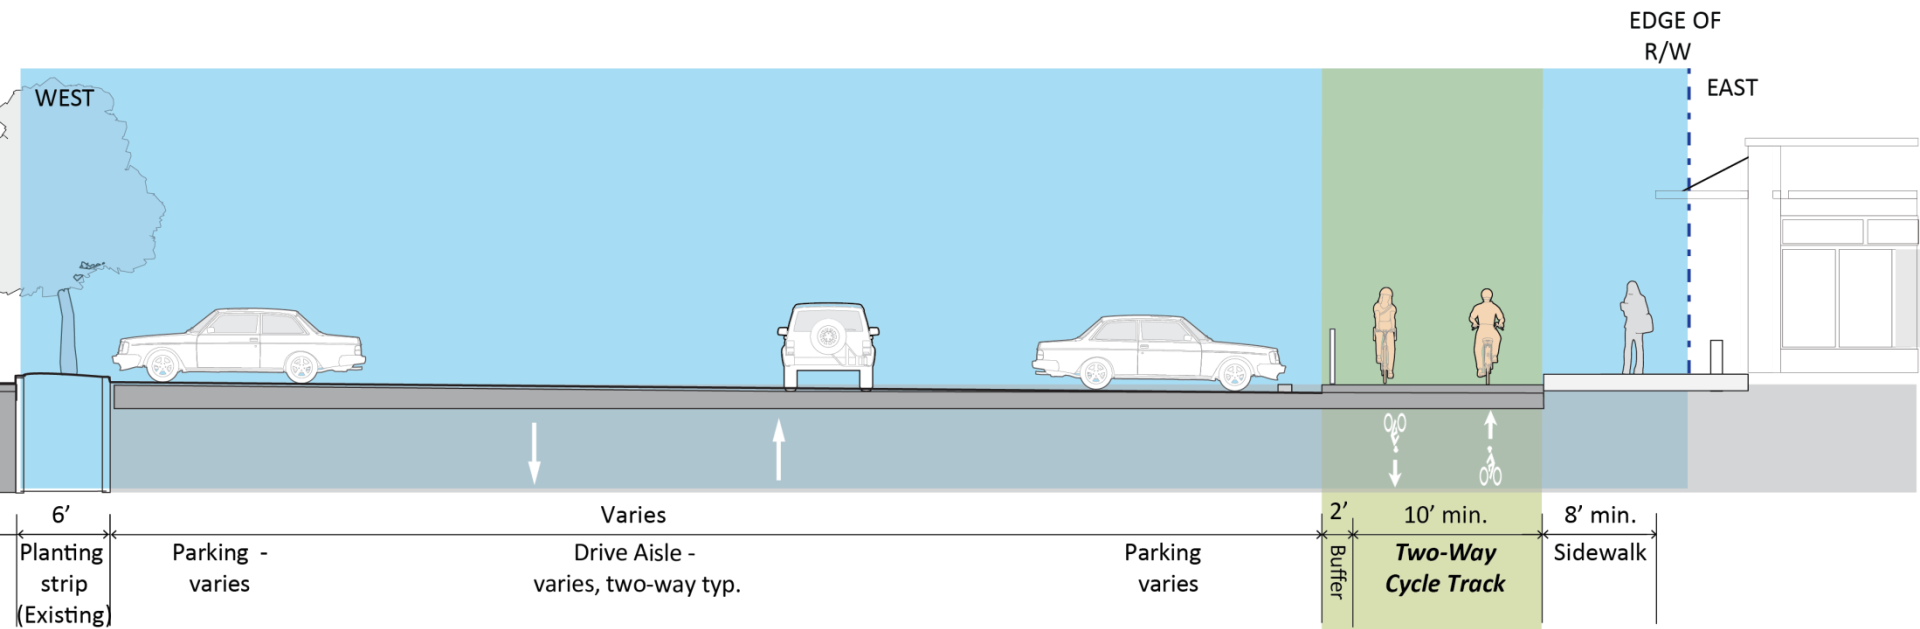 EDGE OF
R/W
WEST
EAST
6’
Varies
2’
10’ min.
8’ min.
Planting
strip
(Existing)
Parking -
varies
Drive Aisle -
varies, two-way typ.
Parking
varies
Buffer
Two-Way
Cycle Track
Sidewalk